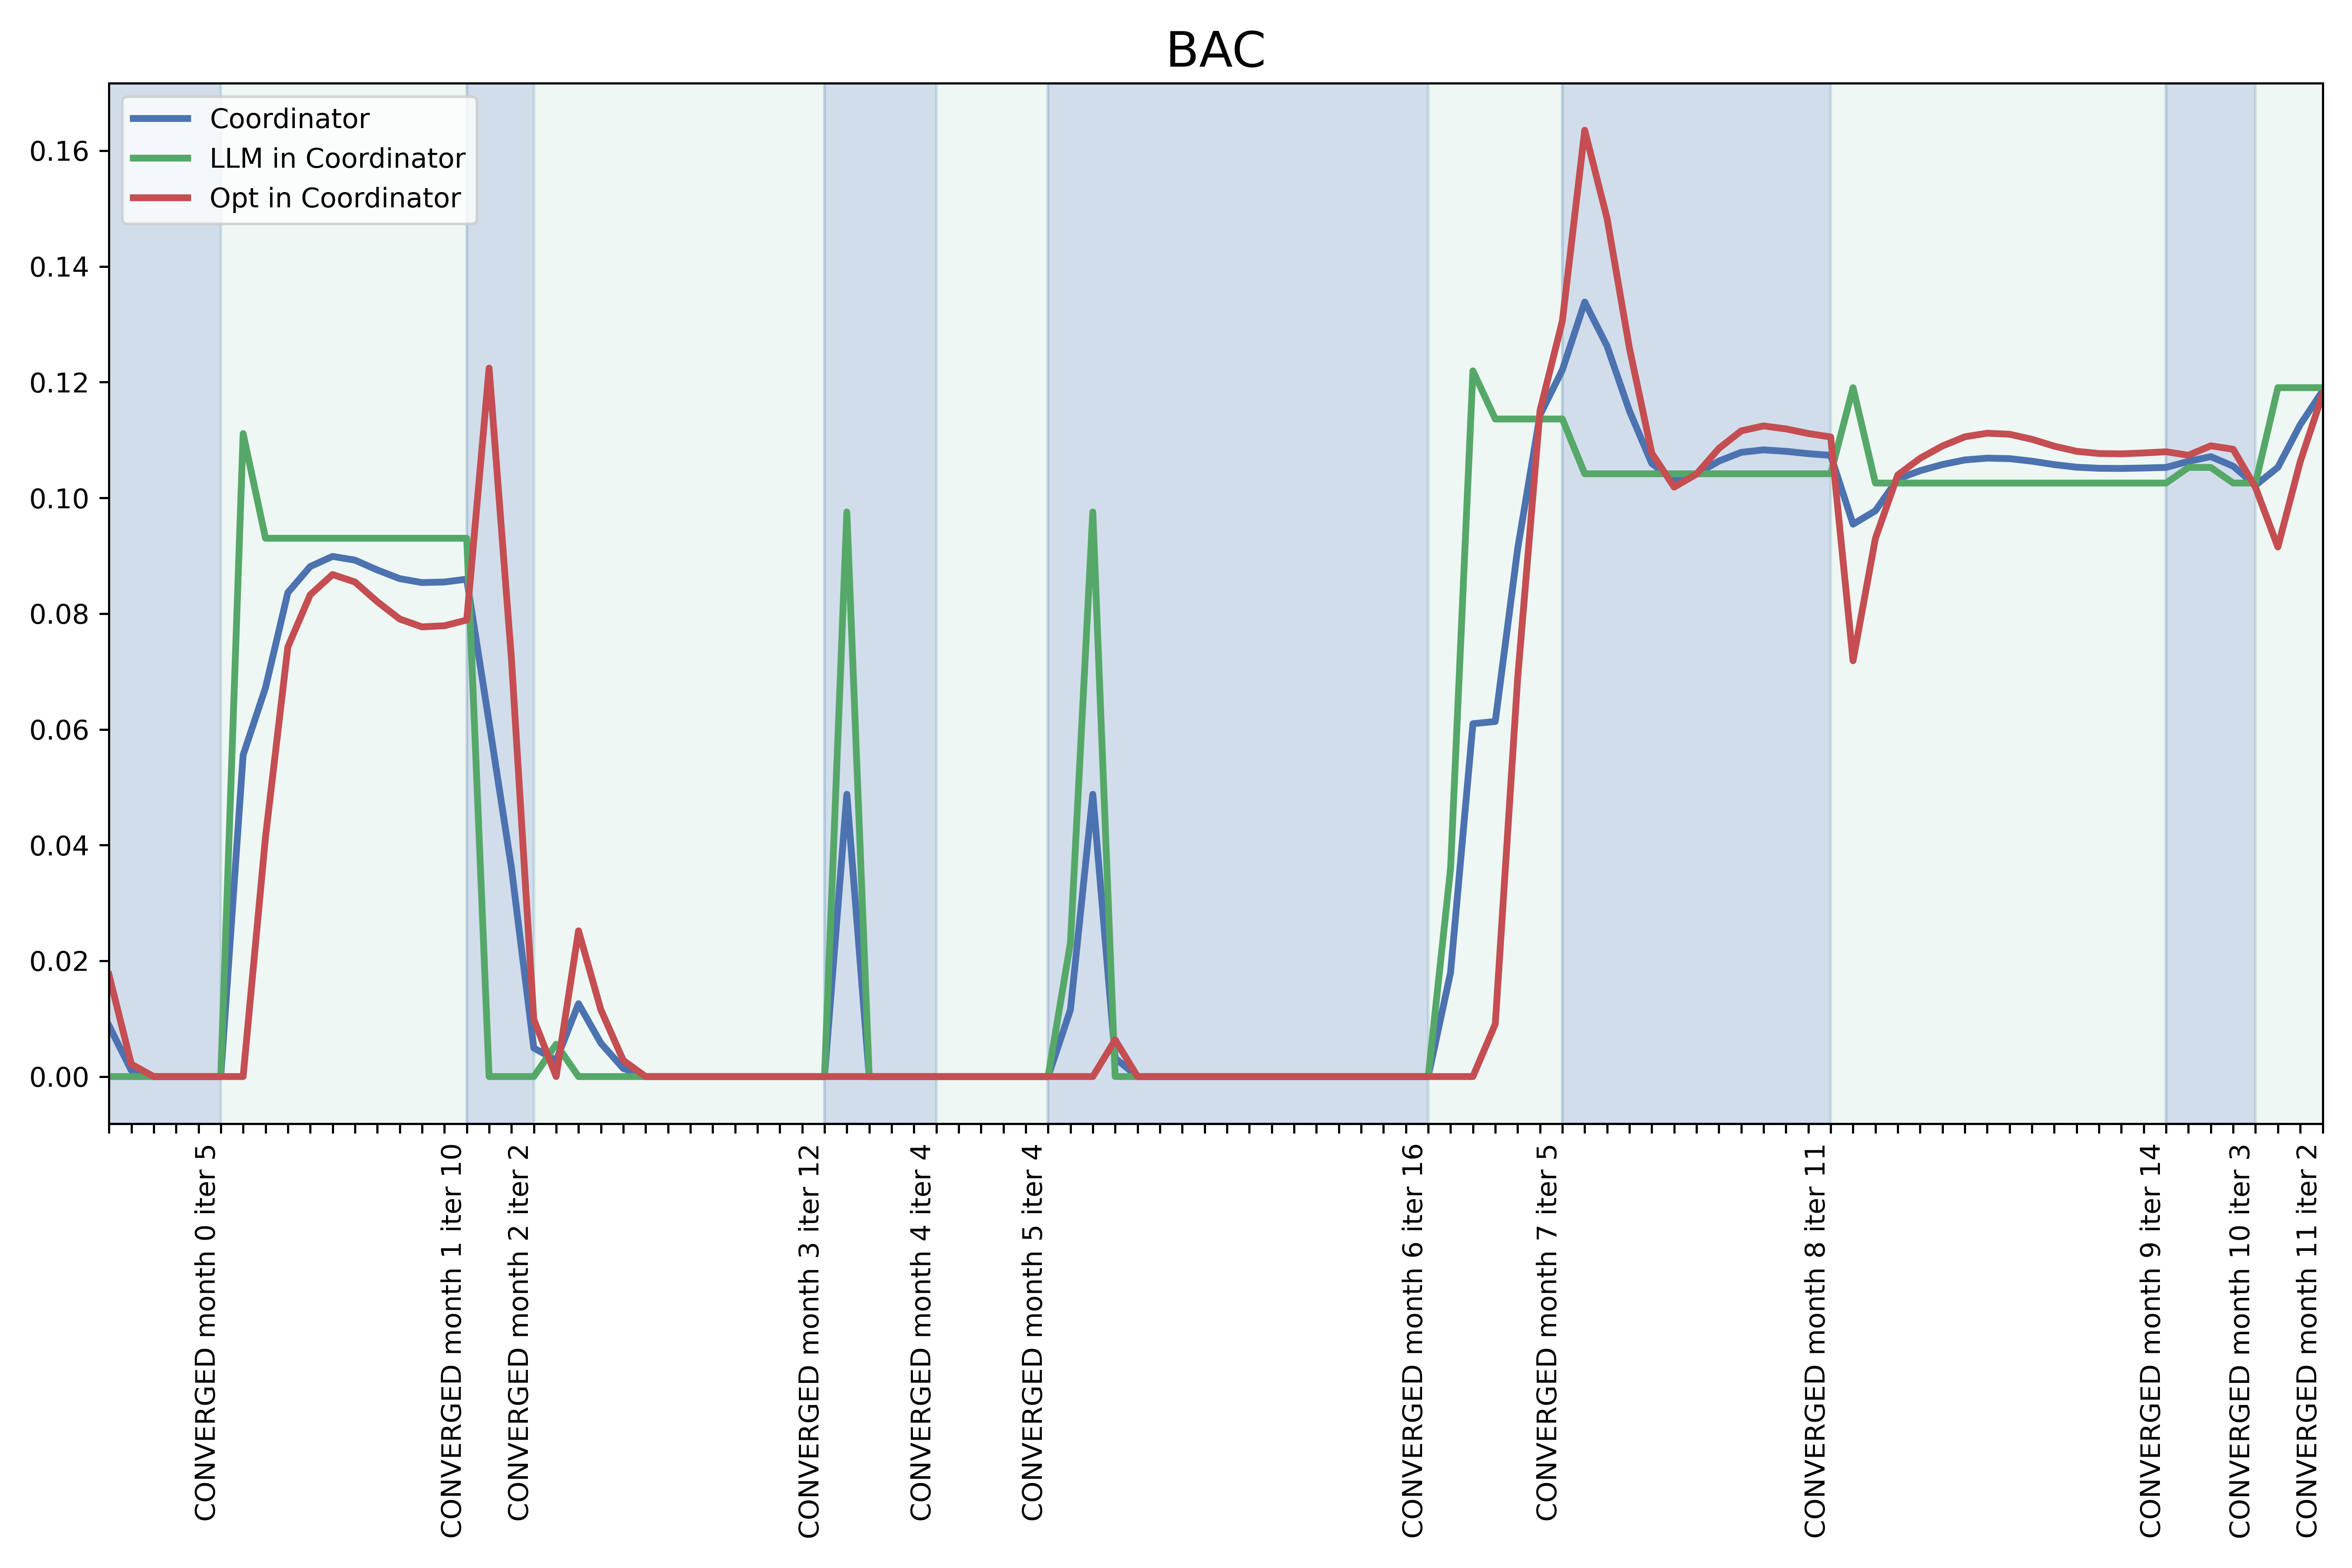 BAC
Coordinator
LLM in Coordinator
Opt in Coordinator
0.16
0.14
0.12
0.10
0.08
0.06
0.04
0.02
0.00
CONVERGED month 0 iter 5
CONVERGED month 1 iter 10
CONVERGED month 2 iter 2
CONVERGED month 3 iter 12
CONVERGED month 4 iter 4
CONVERGED month 5 iter 4
CONVERGED month 6 iter 16
CONVERGED month 7 iter 5
CONVERGED month 8 iter 11
CONVERGED month 9 iter 14
CONVERGED month 10 iter 3
CONVERGED month 11 iter 2